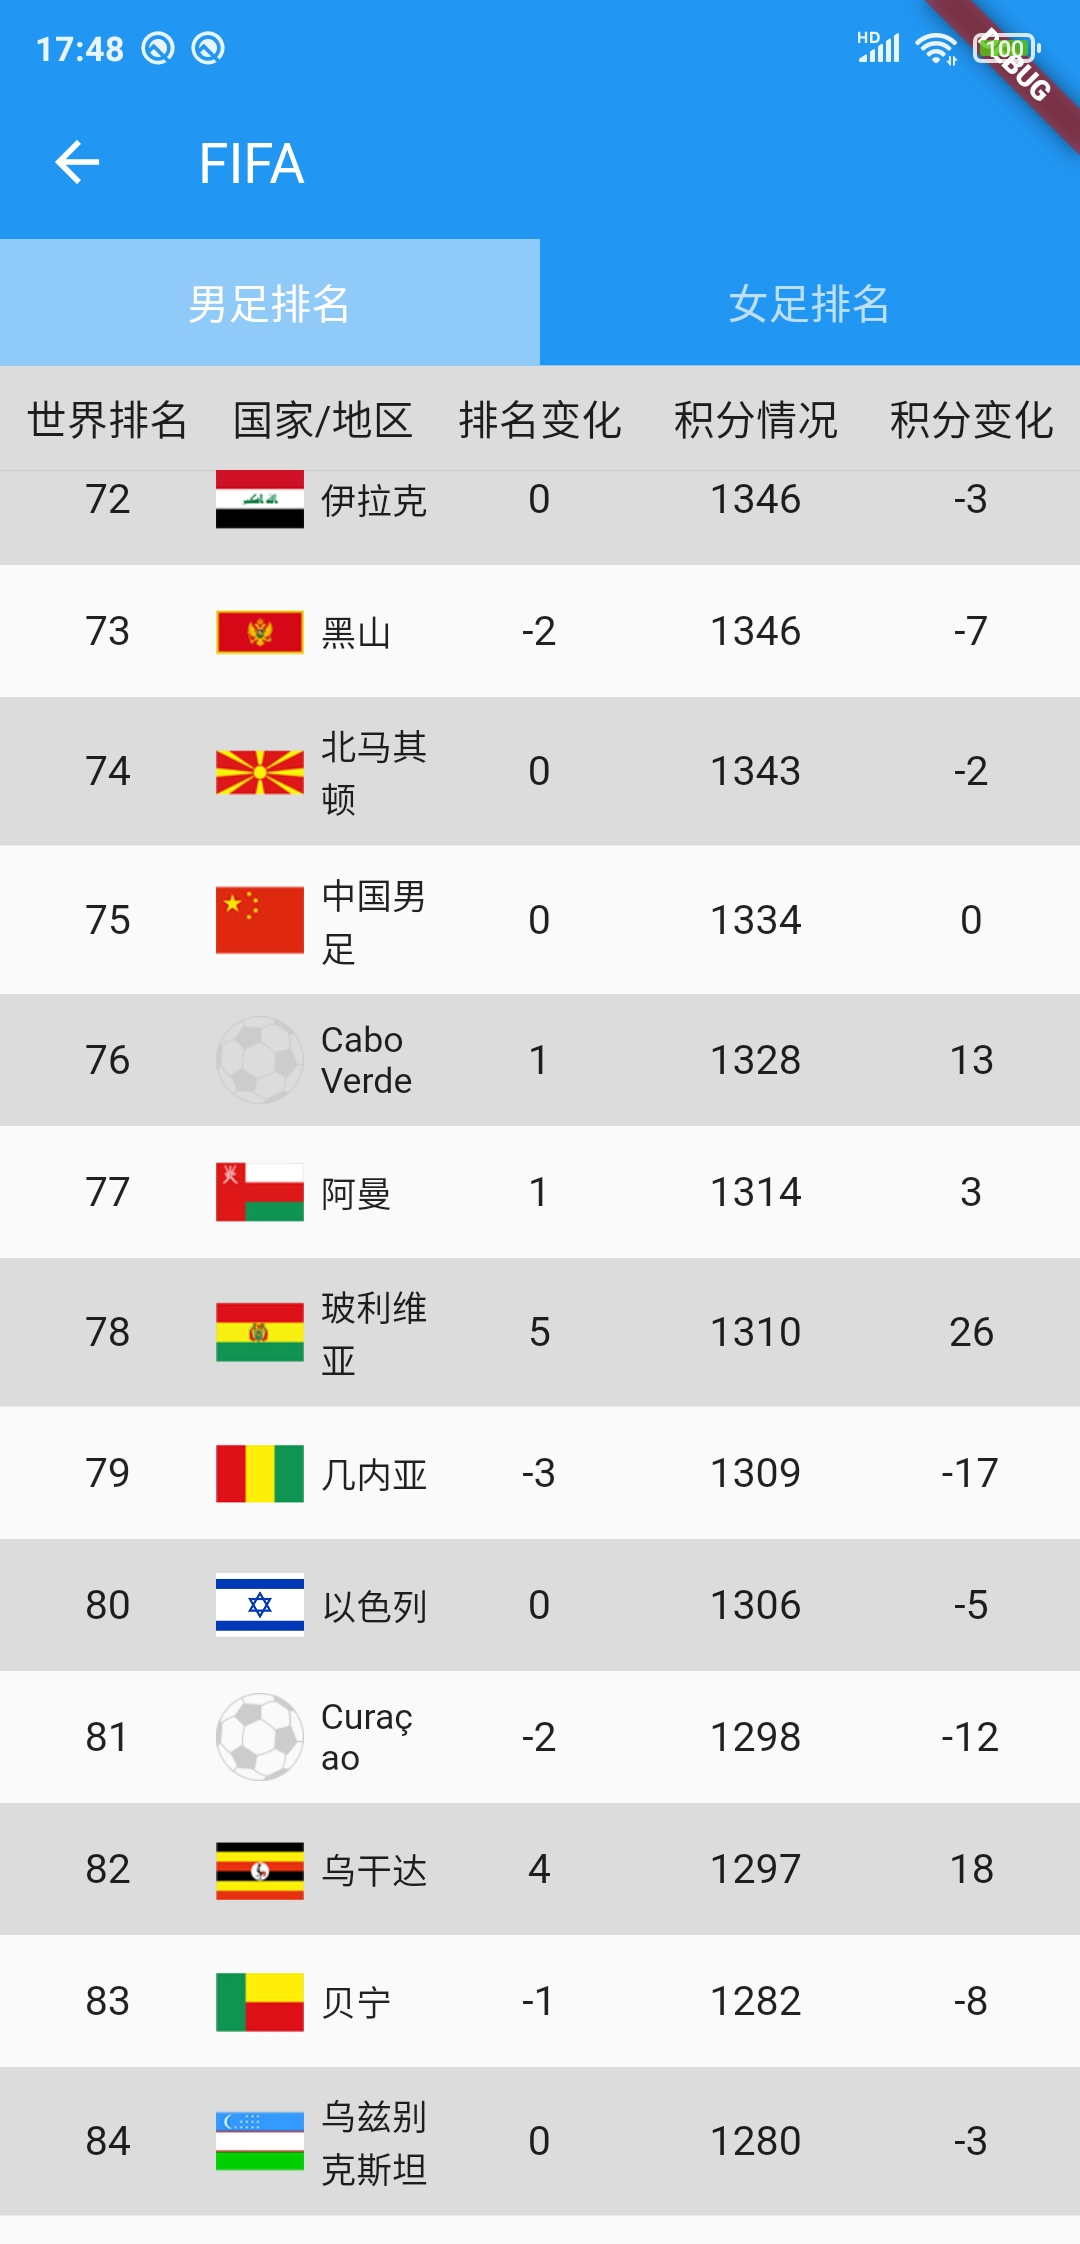 17:48
HD
100
BUG
FIFA
男足排名
女足排名
世界排名 国家/地区 排名变化 积分情况 积分变化
72 伊拉克 0 1346 -3
73 黑山 -2 1346 -7
74 北马其
顿 0 1343 -2
75 中国男
足 0 1334 0
76 Cabo
Verde 1 1328 13
77 阿曼 1 1314 3
78 玻利维
亚 5 1310 26
79 几内亚 -3 1309 -17
80 以色列 0 1306 -5
81 Curaç
ao -2 1298 -12
82 乌干达 4 1297 18
83 贝宁 -1 1282 -8
84 乌兹别
克斯坦 0 1280 -3